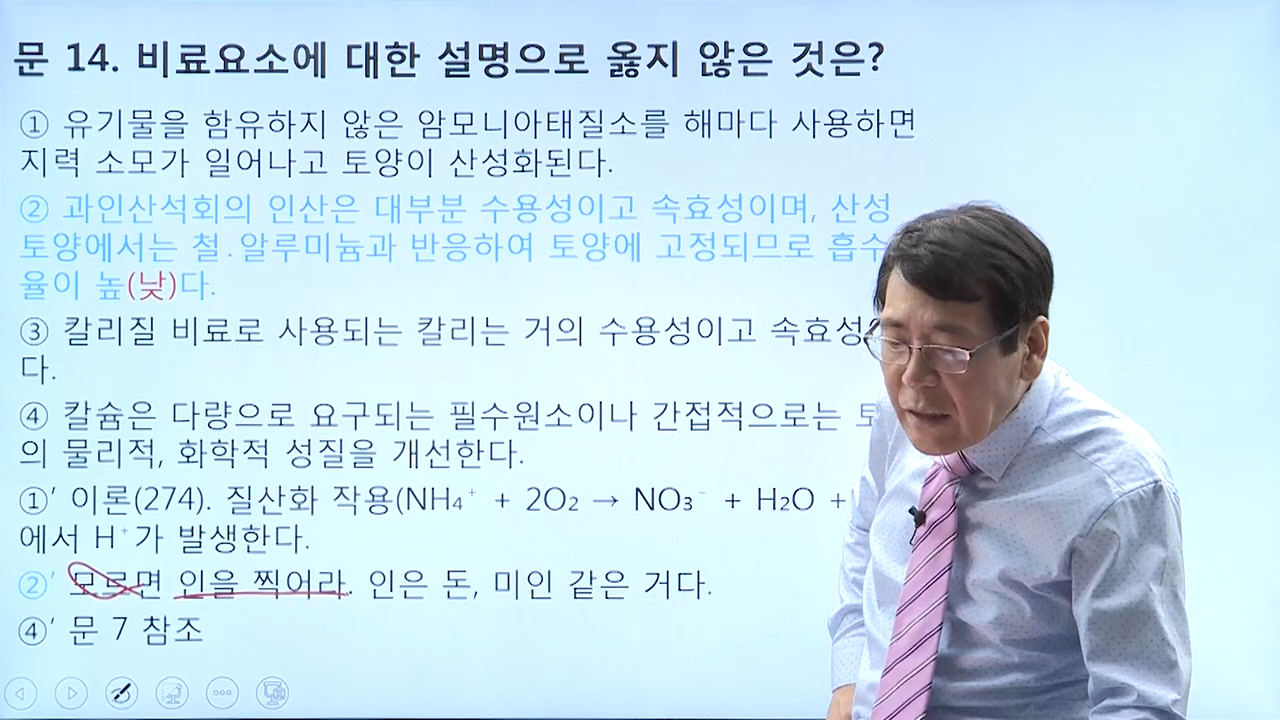 문 14. 비료요소에 대한 설명으로 옳지 않은 것은?
① 유기물을 함유하지 않은 암모니아태질소를 해마다 사용하면
지력 소모가 일어나고 토양이 산성화된다.
② 과인산석회의 인산은 대부분 수용성이고 속효성이며, 산성
토양에서는 철·알루미늄과 반응하여 토양에 고정되므로 흡수
율이 높(낮)다.
③ 칼리질 비료로 사용되는 칼리는 거의 수용성이고 속효성
다.
④ 칼슘은 다량으로 요구되는 필수원소이나 간접적으로는
의 물리적, 화학적 성질을 개선한다.
①′ 이론(274). 질산화 작용(NH₄⁺ + 2O₂ → NO₃⁻ + H₂O +
에서 H⁺가 발생한다.
②′ 모르면 인을 찍어라. 인은 돈, 미인 같은 거다.
④′ 문 7 참조